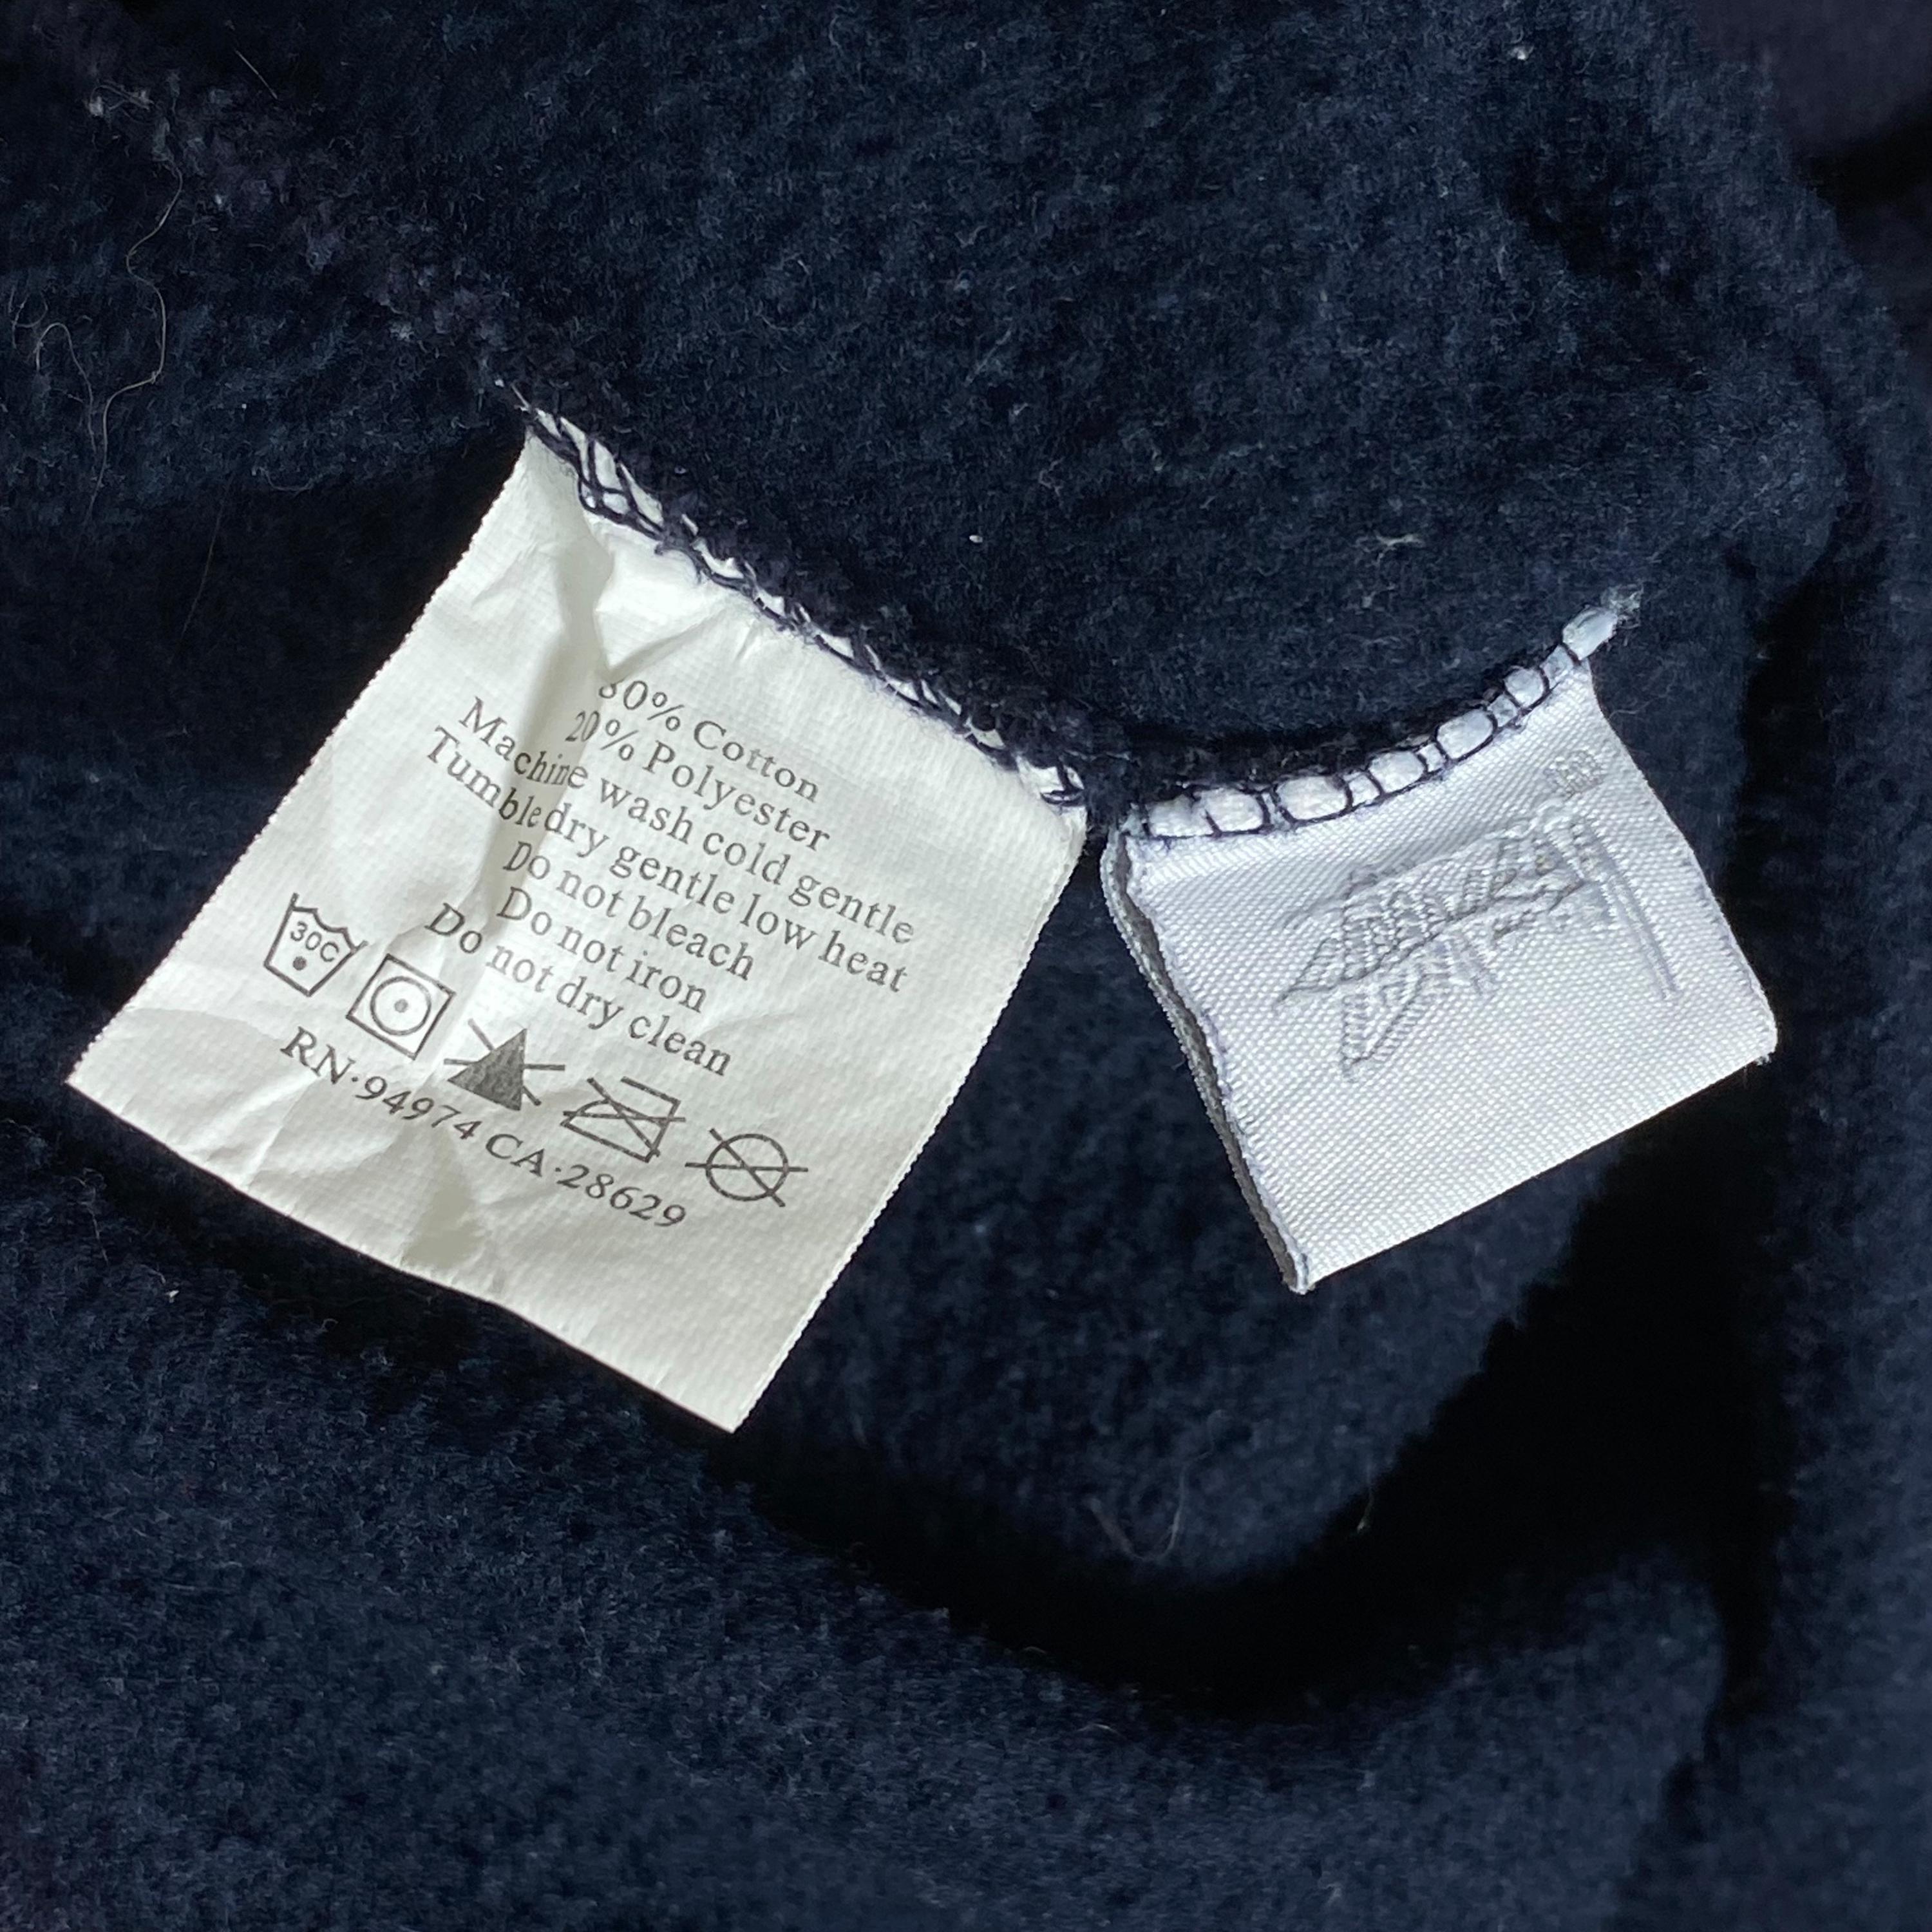 80% Cotton
20% Polyester
Machine wash cold gentle
Tumble dry gentle low heat
Do not bleach
Do not iron
Do not dry clean
30C
RN·94974 CA·28629